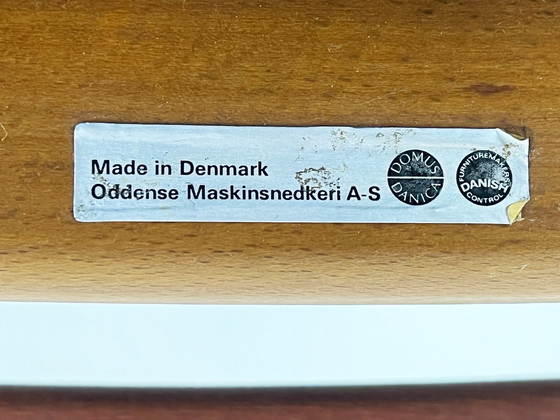 Made in Denmark
Oddense Maskinsnedkeri A-S
DOMUS
DANICA
FURNITUREMAKERS
DANISH
CONTROL